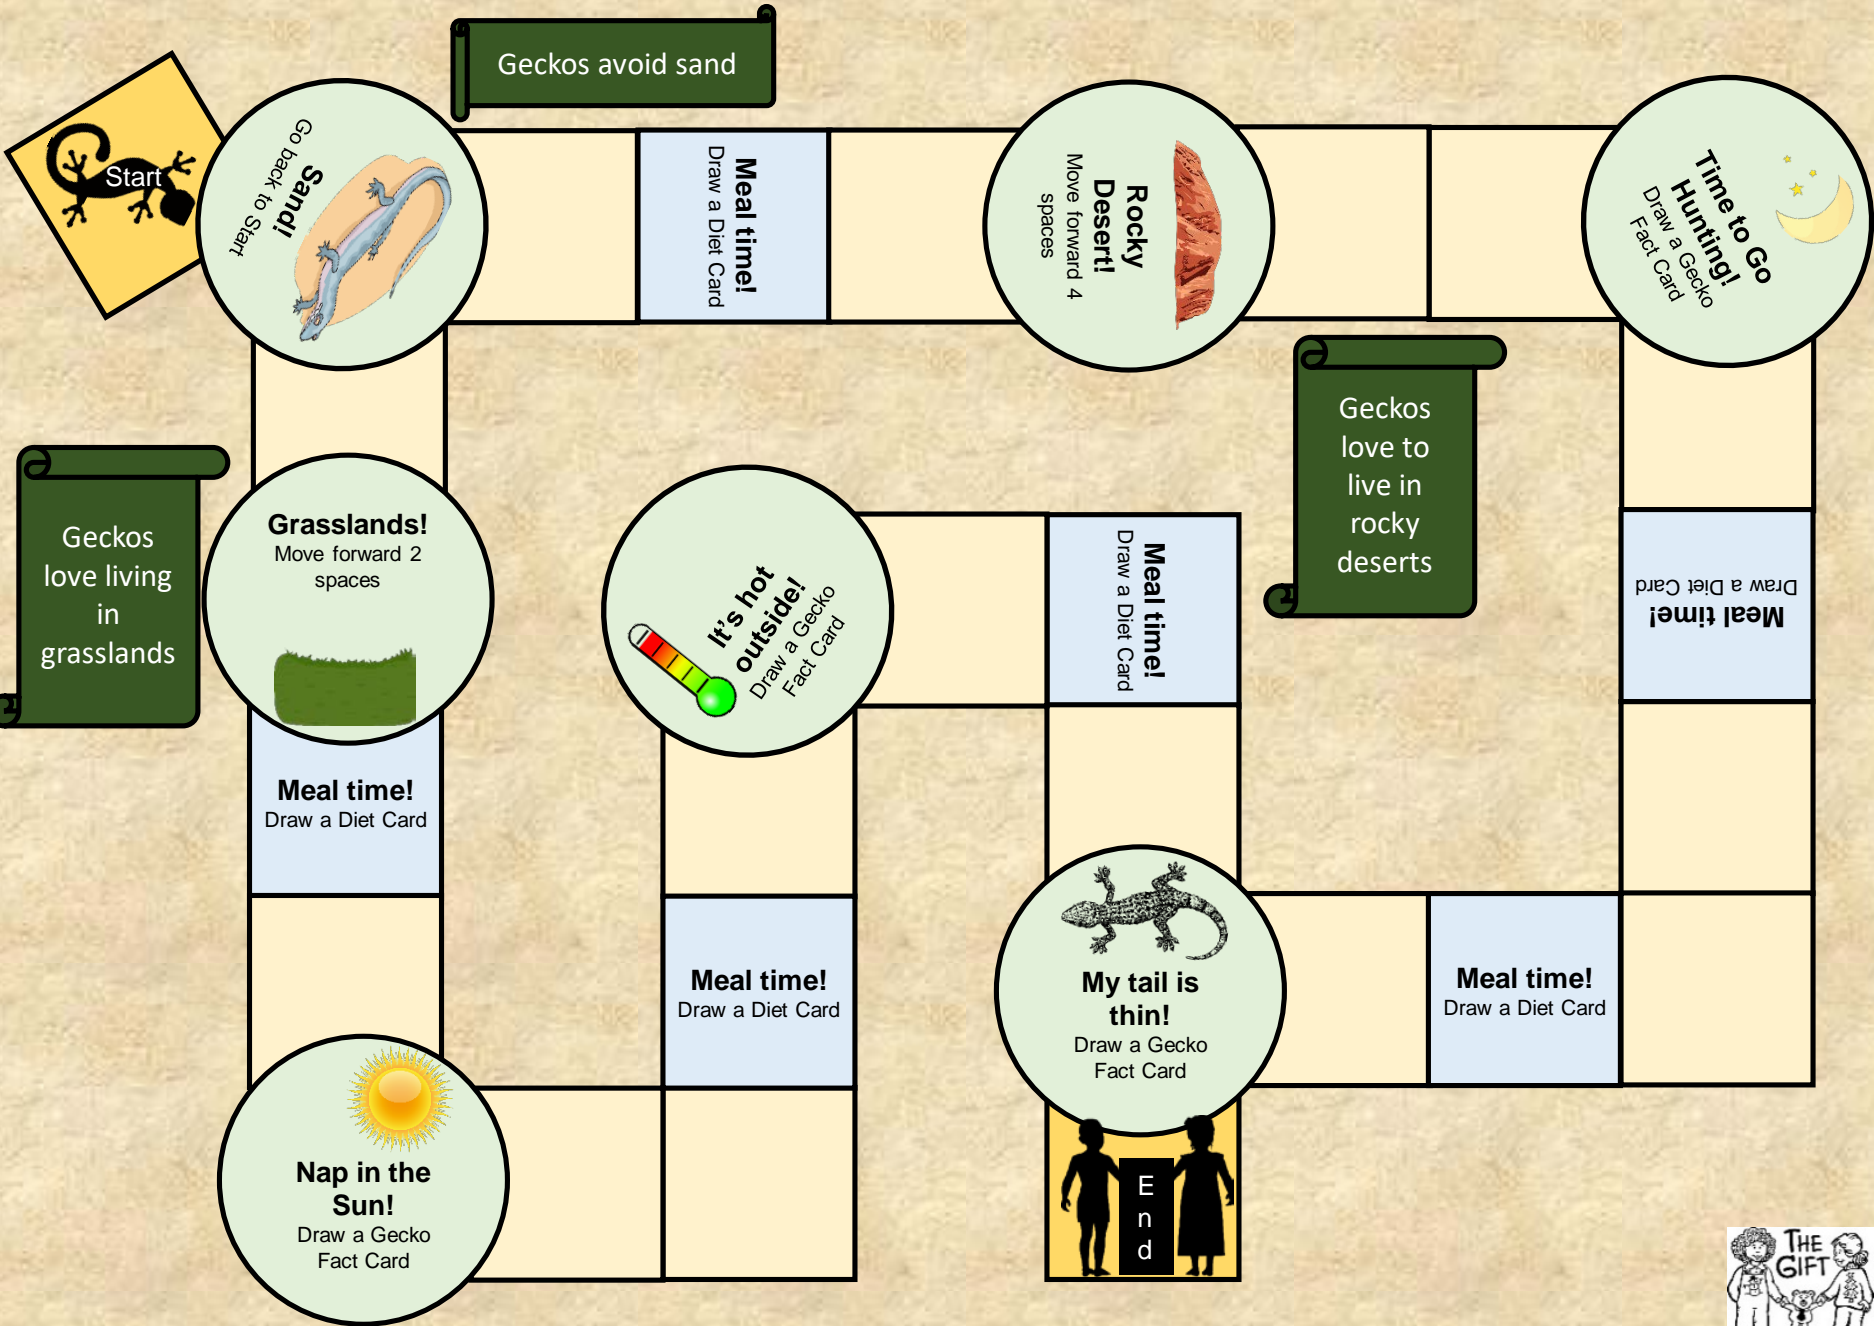 Geckos avoid sand
Start
Go back to Start
Sand!
Meal time!
Draw a Diet Card
Rocky
Desert!
Move forward 4
spaces
Time to Go
Hunting!
Draw a Gecko
Fact Card
Geckos
love living
in
grasslands
Grasslands!
Move forward 2
spaces
It's hot
outside!
Draw a Gecko
Fact Card
Meal time!
Draw a Diet Card
Geckos
love to
live in
rocky
deserts
Meal time!
Draw a Diet Card
Meal time!
Draw a Diet Card
Meal time!
Draw a Diet Card
My tail is
thin!
Draw a Gecko
Fact Card
Meal time!
Draw a Diet Card
Nap in the
Sun!
Draw a Gecko
Fact Card
E
n
d
THE
GIFT